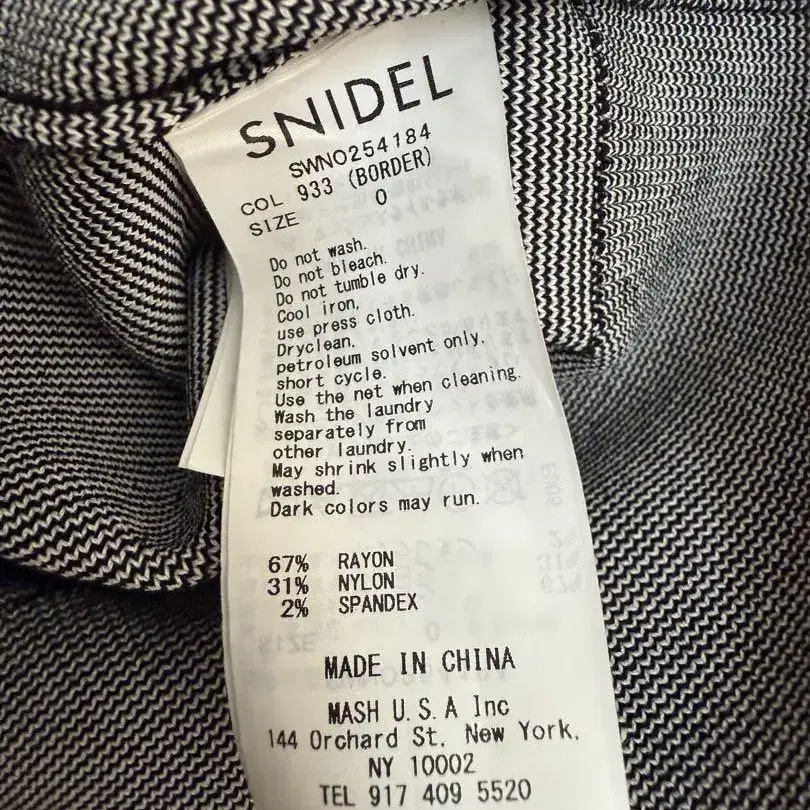 SNIDEL
SWNO254184
COL 933 (BORDER)
SIZE 0
Do not wash.
Do not bleach.
Do not tumble dry.
Cool iron,
use press cloth.
Dryclean.
petroleum solvent only.
short cycle.
Use the net when cleaning.
Wash the laundry
separately from
other laundry.
May shrink slightly when
washed.
Dark colors may run.
67% RAYON
31% NYLON
2% SPANDEX
MADE IN CHINA
MASH U.S.A Inc
144 Orchard St. New York,
NY 10002
TEL 917 409 5520